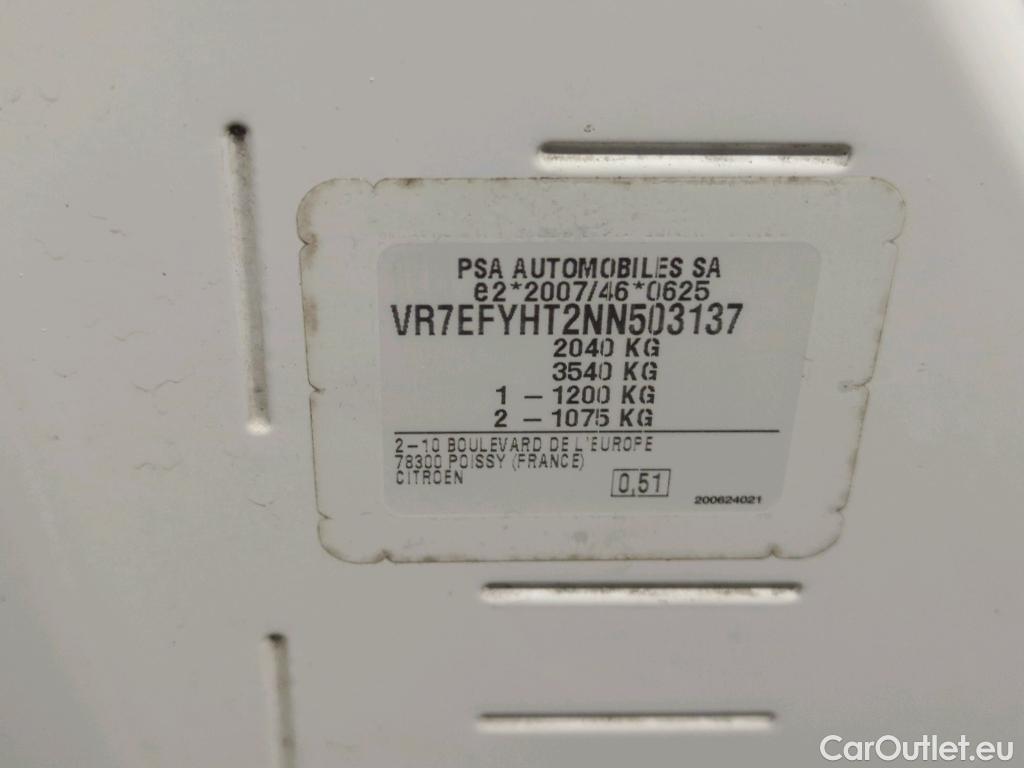 PSA AUTOMOBILES SA
e2*2007/46*0625
VR7EFYHT2NN503137
2040 KG
3540 KG
1 - 1200 KG
2 - 1075 KG
2-10 BOULEVARD DE L'EUROPE
78300 POISSY (FRANCE)
CITROEN
0,51
200624021
CarOutlet.eu